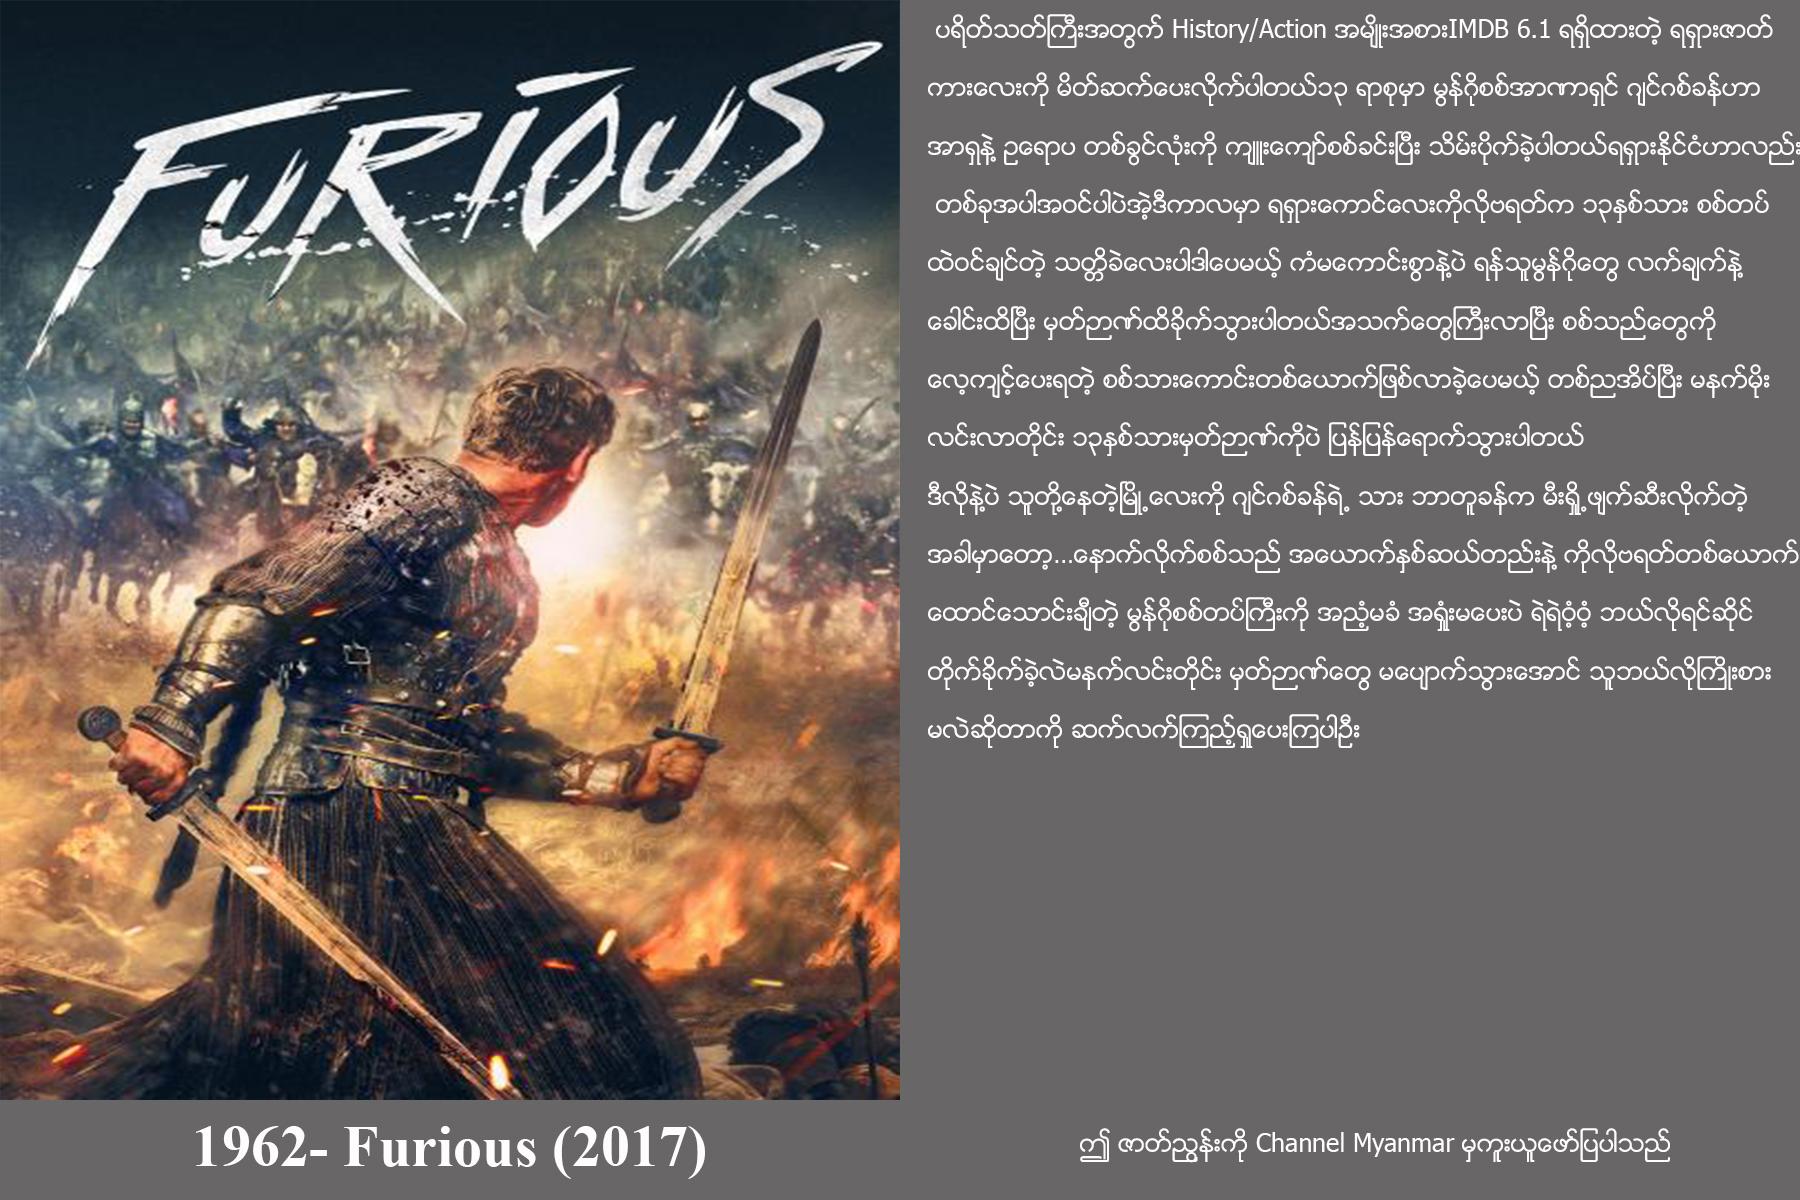 FURIOUS
ပရိတ်သတ်ကြီးအတွက် History/Action အမျိုးအစားIMDB 6.1 ရရှိထားတဲ့ ရရှားဇာတ်
ကားလေးကို မိတ်ဆက်ပေးလိုက်ပါတယ်၁၃ ရာစုမှာ မွန်ဂိုစစ်အာဏာရှင် ဂျင်ဂစ်ခန်ဟာ
အာရှနဲ့ ဥရောပ တစ်ခွင်လုံးကို ကျူးကျော်စစ်ခင်းပြီး သိမ်းပိုက်ခဲ့ပါတယ်ရရှားနိုင်ငံဟာလည်း
တစ်ခုအပါအဝင်ပါပဲအဲ့ဒီကာလမှာ ရရှားကောင်လေးကိုလိုဗရတ်က ၁၃နှစ်သား စစ်တပ်
ထဲဝင်ချင်တဲ့ သတ္တိခဲလေးပါဒါပေမယ့် ကံမကောင်းစွာနဲ့ပဲ ရန်သူမွန်ဂိုတွေ လက်ချက်နဲ့
ခေါင်းထိပြီး မှတ်ဉာဏ်ထိခိုက်သွားပါတယ်အသက်တွေကြီးလာပြီး စစ်သည်တွေကို
လေ့ကျင့်ပေးရတဲ့ စစ်သားကောင်းတစ်ယောက်ဖြစ်လာခဲ့ပေမယ့် တစ်ညအိပ်ပြီး မနက်မိုး
လင်းလာတိုင်း ၁၃နှစ်သားမှတ်ဉာဏ်ကိုပဲ ပြန်ပြန်ရောက်သွားပါတယ်
ဒီလိုနဲ့ပဲ သူတို့နေတဲ့မြို့လေးကို ဂျင်ဂစ်ခန်ရဲ့ သား ဘာတူခန်က မီးရှို့ဖျက်ဆီးလိုက်တဲ့
အခါမှာတော့...နောက်လိုက်စစ်သည် အယောက်နှစ်ဆယ်တည်းနဲ့ ကိုလိုဗရတ်တစ်ယောက်
ထောင်သောင်းချီတဲ့ မွန်ဂိုစစ်တပ်ကြီးကို အညံ့မခံ အရှုံးမပေးပဲ ရဲရဲဝံ့ဝံ့ ဘယ်လိုရင်ဆိုင်
တိုက်ခိုက်ခဲ့လဲမနက်လင်းတိုင်း မှတ်ဉာဏ်တွေ မပျောက်သွားအောင် သူဘယ်လိုကြိုးစား
မလဲဆိုတာကို ဆက်လက်ကြည့်ရှုပေးကြပါဦး
1962- Furious (2017)
ဤ ဇာတ်ညွှန်းကို Channel Myanmar မှကူးယူဖော်ပြပါသည်